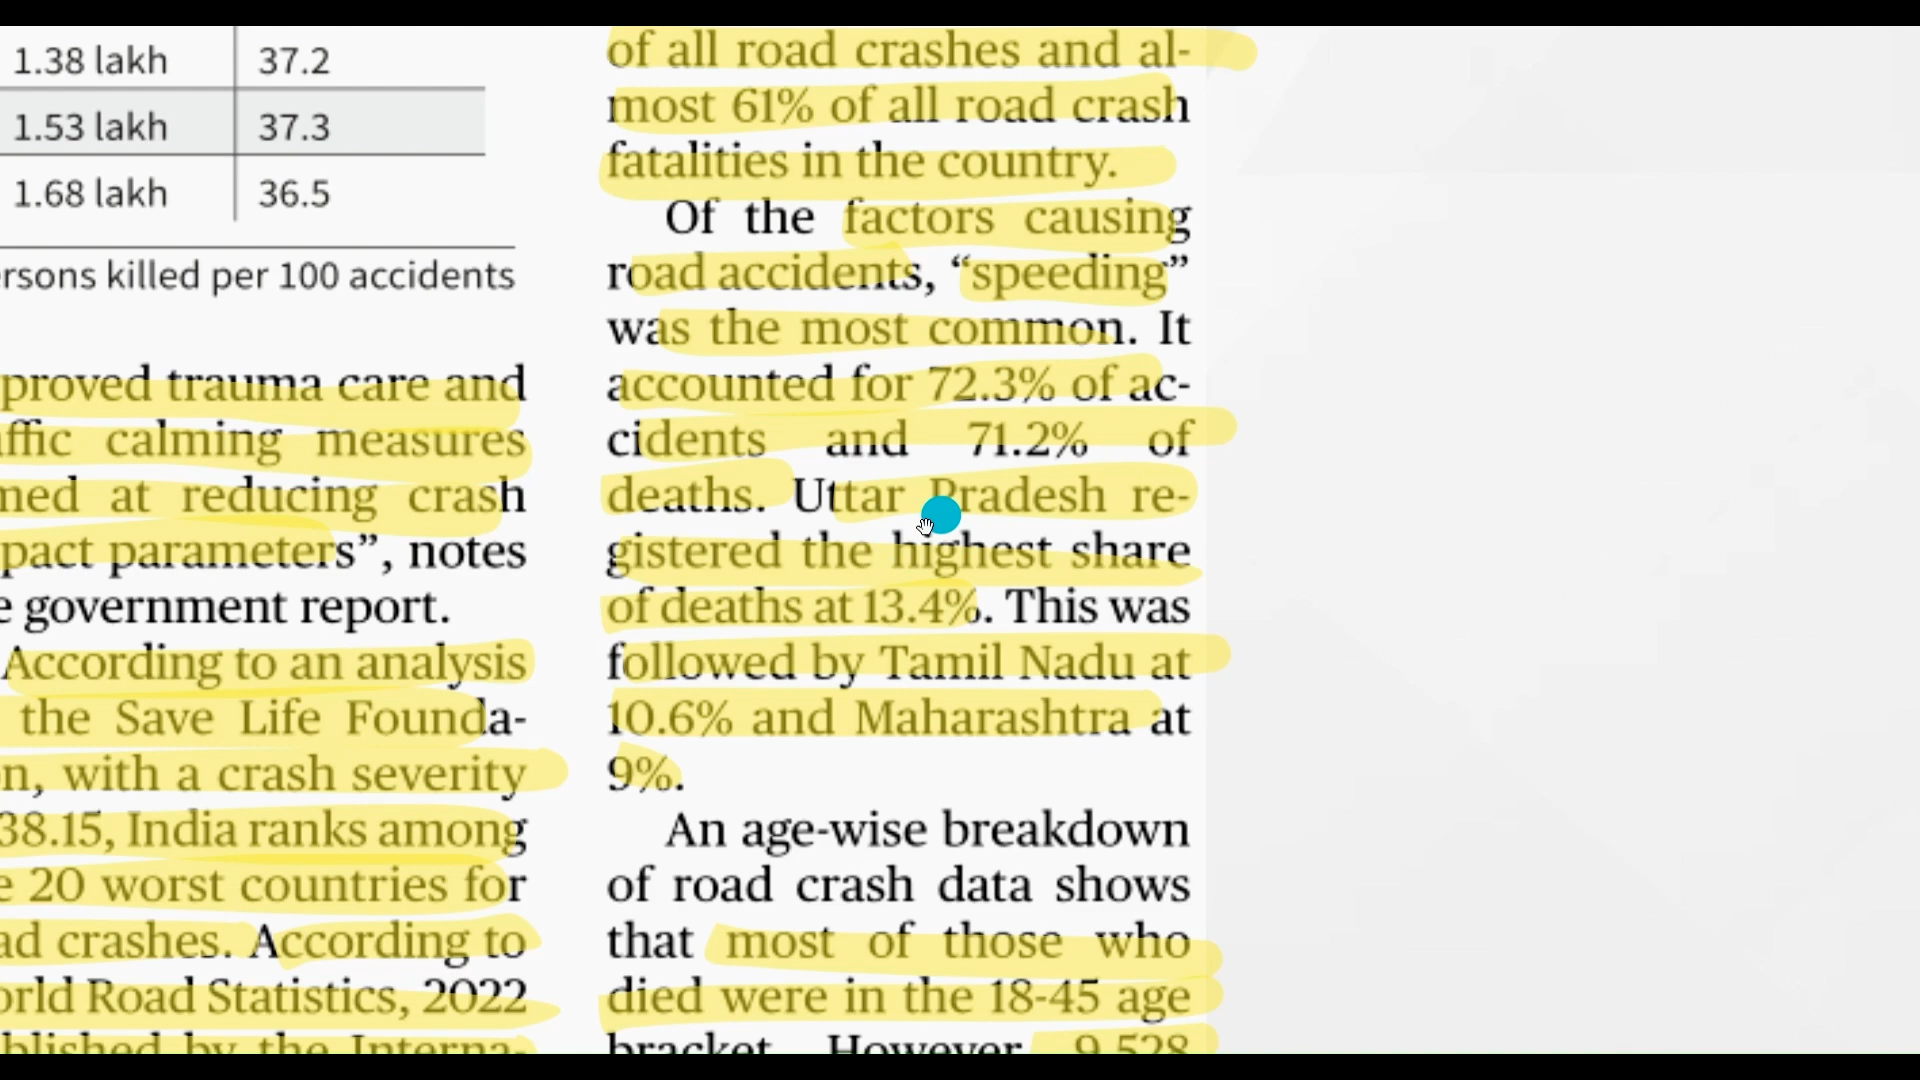 1.38 lakh 37.2
1.53 lakh 37.3
1.68 lakh 36.5
killed per 100 accidents
trauma care and
calming measures
at reducing crash
parameters”, notes
government report.
According to an analysis
the Save Life Founda-
with a crash severity
38.15, India ranks among
20 worst countries for
crashes. According to
Road Statistics, 2022
by the Interna-
of all road crashes and al-
most 61% of all road crash
fatalities in the country.
Of the factors causing
road accidents, “speeding”
was the most common. It
accounted for 72.3% of ac-
cidents and 71.2% of
deaths. Uttar Pradesh re-
gistered the highest share
of deaths at 13.4%. This was
followed by Tamil Nadu at
10.6% and Maharashtra at
9%.
An age-wise breakdown
of road crash data shows
that most of those who
died were in the 18-45 age
bracket. However, 9,528